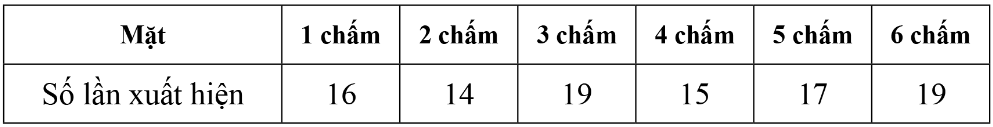 Mặt 1 chấm 2 chấm 3 chấm 4 chấm 5 chấm 6 chấm
Số lần xuất hiện 16 14 19 15 17 19